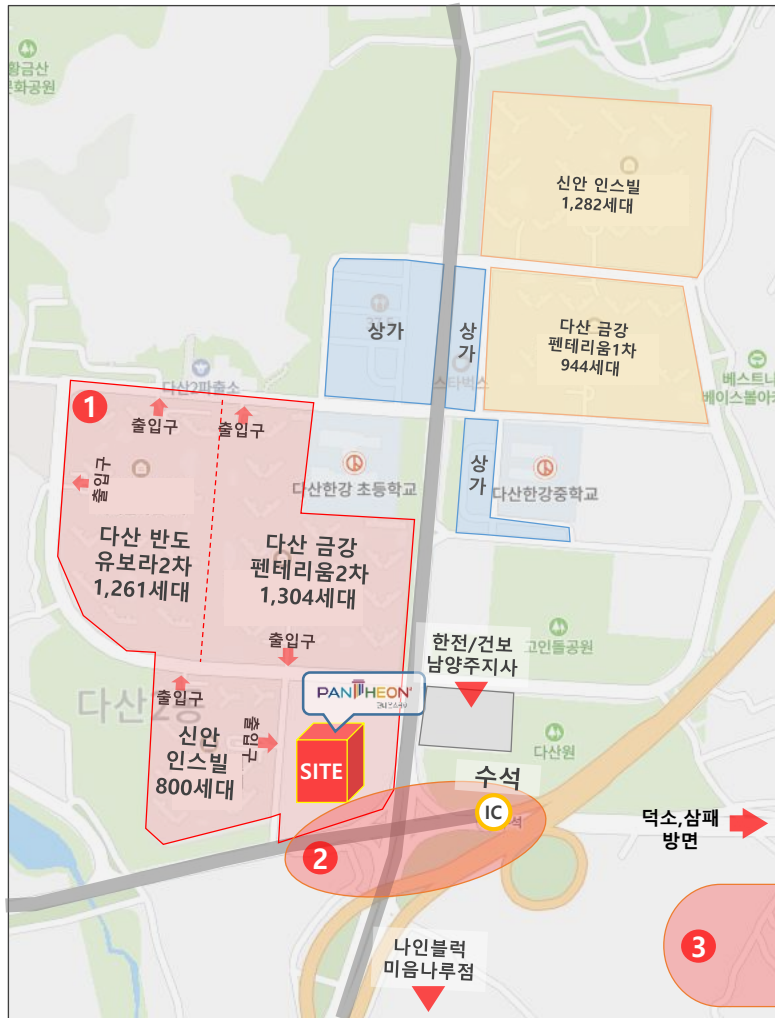 황금산
문화공원
신안 인스빌
1,282세대
상가
상
가
다산 금강
펜테리움1차
944세대
스타벅스
베스트나
베이스볼아카
다산2파출소
1
출입구
출입구
출입구
다산한강 초등학교
상
가
다산한강중학교
다산 반도
유보라2차
1,261세대
다산 금강
펜테리움2차
1,304세대
출입구
한전/건보
남양주지사
고인돌공원
출입구
PANTHEON
다산2동
출입구
신안
인스빌
800세대
SITE
다산원
수석
IC
덕소,삼패
방면
2
나인블럭
미음나루점
3